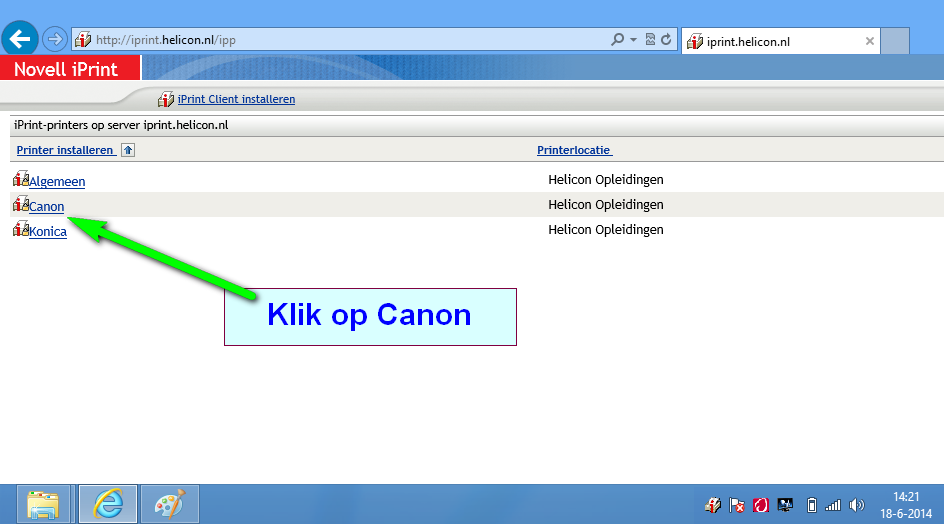 http://iprint.helicon.nl/ipp
iprint.helicon.nl
Novell iPrint
iPrint Client installeren
iPrint-printers op server iprint.helicon.nl
Printer installeren Printerlocatie
Algemeen Helicon Opleidingen
Canon Helicon Opleidingen
Konica Helicon Opleidingen
Klik op Canon
14:21
18-6-2014